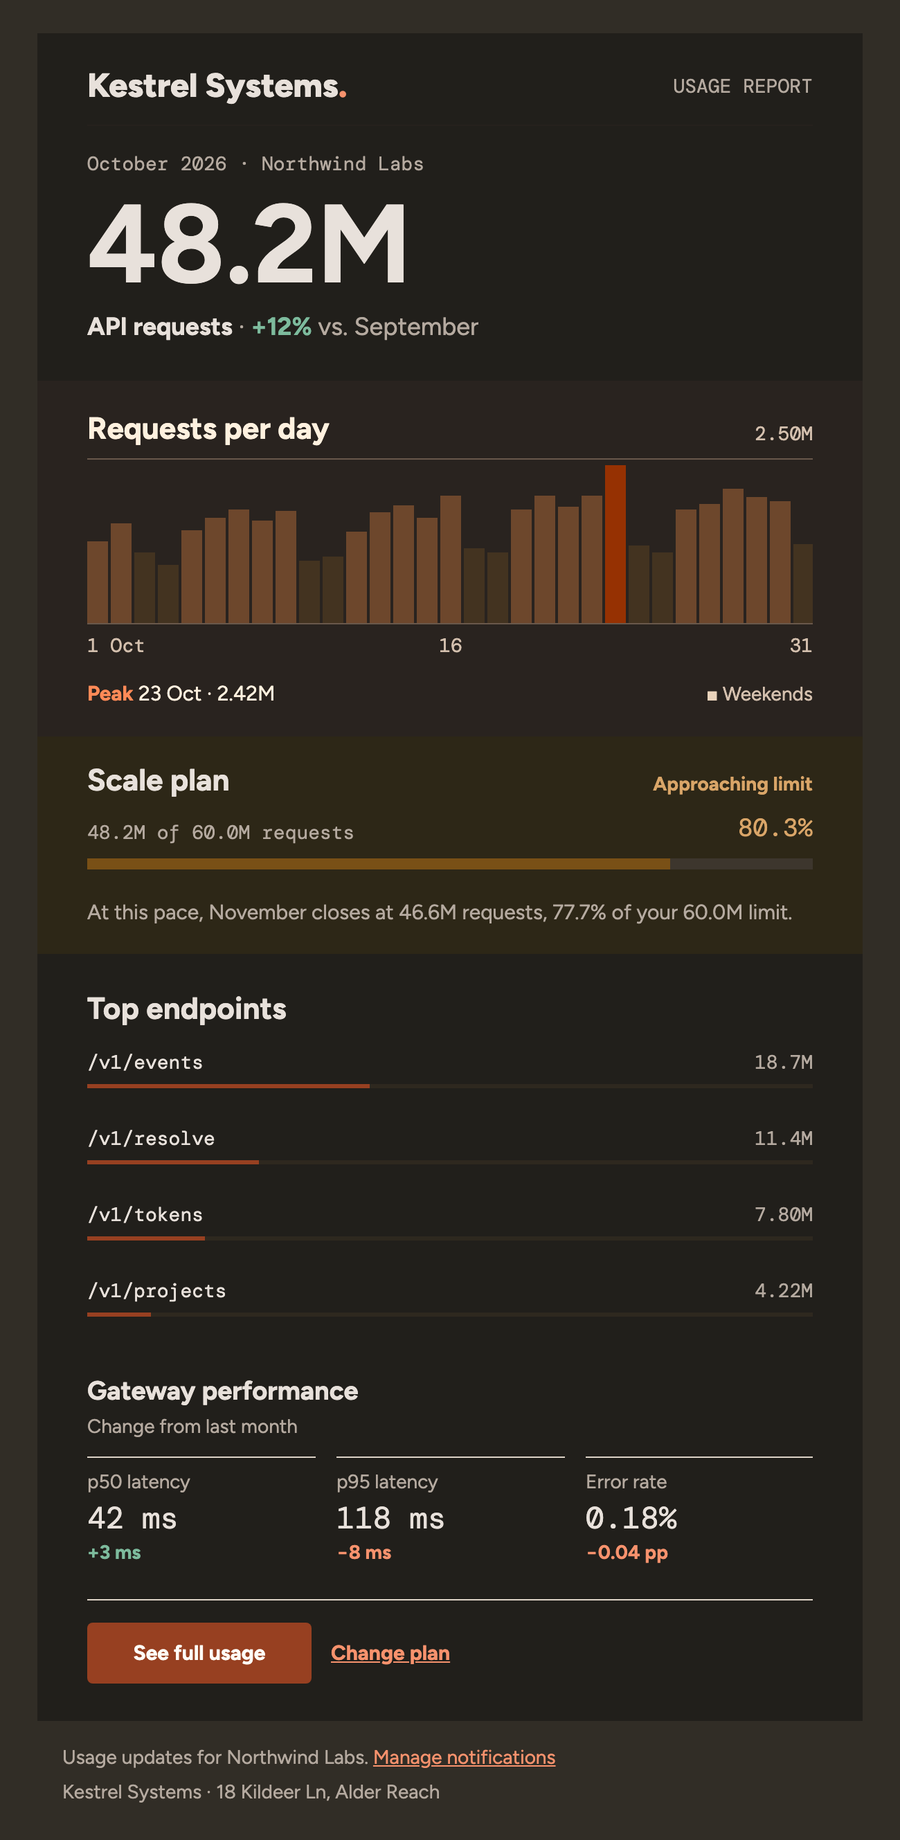 Kestrel Systems.
USAGE REPORT
October 2026 · Northwind Labs
48.2M
API requests · +12% vs. September
Requests per day
2.50M
1 Oct
16
31
Peak 23 Oct · 2.42M
■ Weekends
Scale plan
Approaching limit
48.2M of 60.0M requests
80.3%
At this pace, November closes at 46.6M requests, 77.7% of your 60.0M limit.
Top endpoints
/v1/events
18.7M
/v1/resolve
11.4M
/v1/tokens
7.80M
/v1/projects
4.22M
Gateway performance
Change from last month
p50 latency
42 ms
+3 ms
p95 latency
118 ms
−8 ms
Error rate
0.18%
−0.04 pp
See full usage
Change plan
Usage updates for Northwind Labs. Manage notifications
Kestrel Systems · 18 Kildeer Ln, Alder Reach